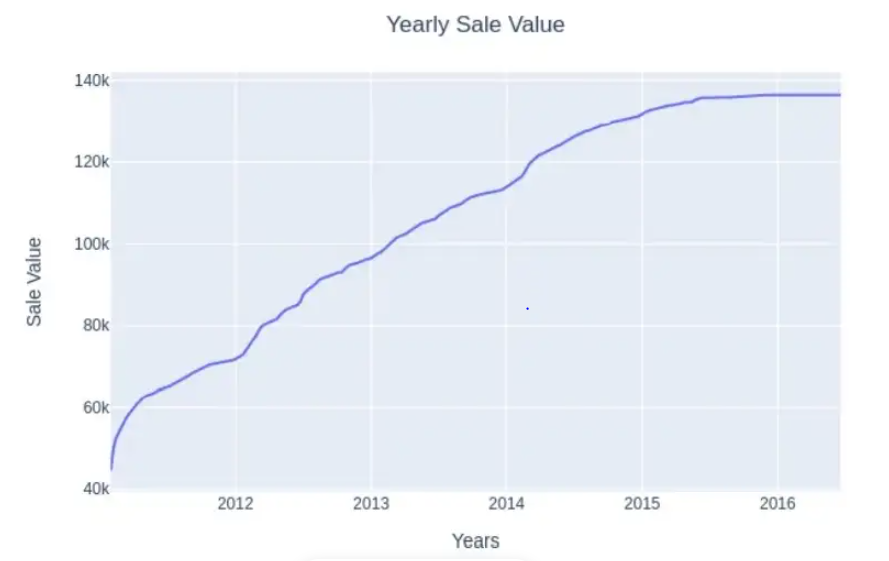 Yearly Sale Value
140k
120k
100k
80k
60k
40k
Sale Value
2012 2013 2014 2015 2016
Years